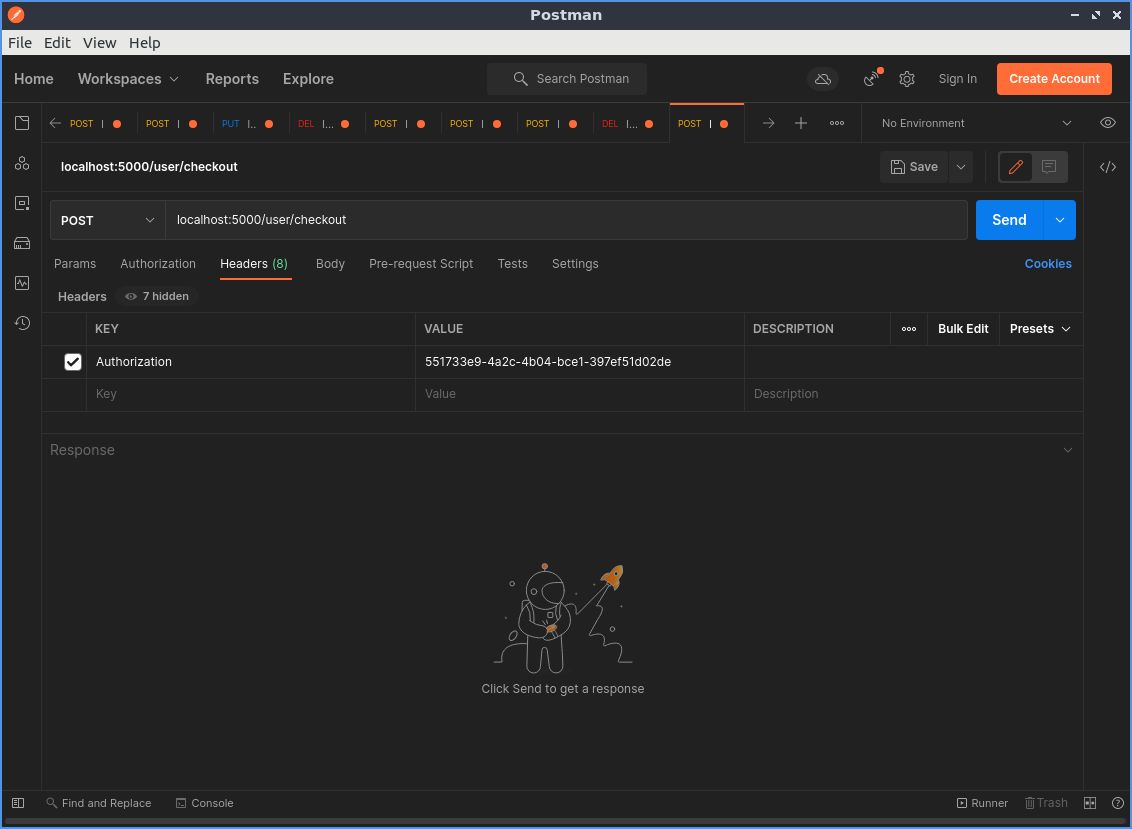 Postman
File Edit View Help
Home Workspaces Reports Explore Search Postman Sign In Create Account
POST l POST l PUT l.. DEL l... POST l POST l POST l DEL l... POST l No Environment
localhost:5000/user/checkout Save
POST localhost:5000/user/checkout Send
Params Authorization Headers (8) Body Pre-request Script Tests Settings Cookies
Headers 7 hidden
KEY VALUE DESCRIPTION Bulk Edit Presets
Authorization 551733e9-4a2c-4b04-bce1-397ef51d02de
Key Value Description
Response
Click Send to get a response
Find and Replace Console Runner Trash